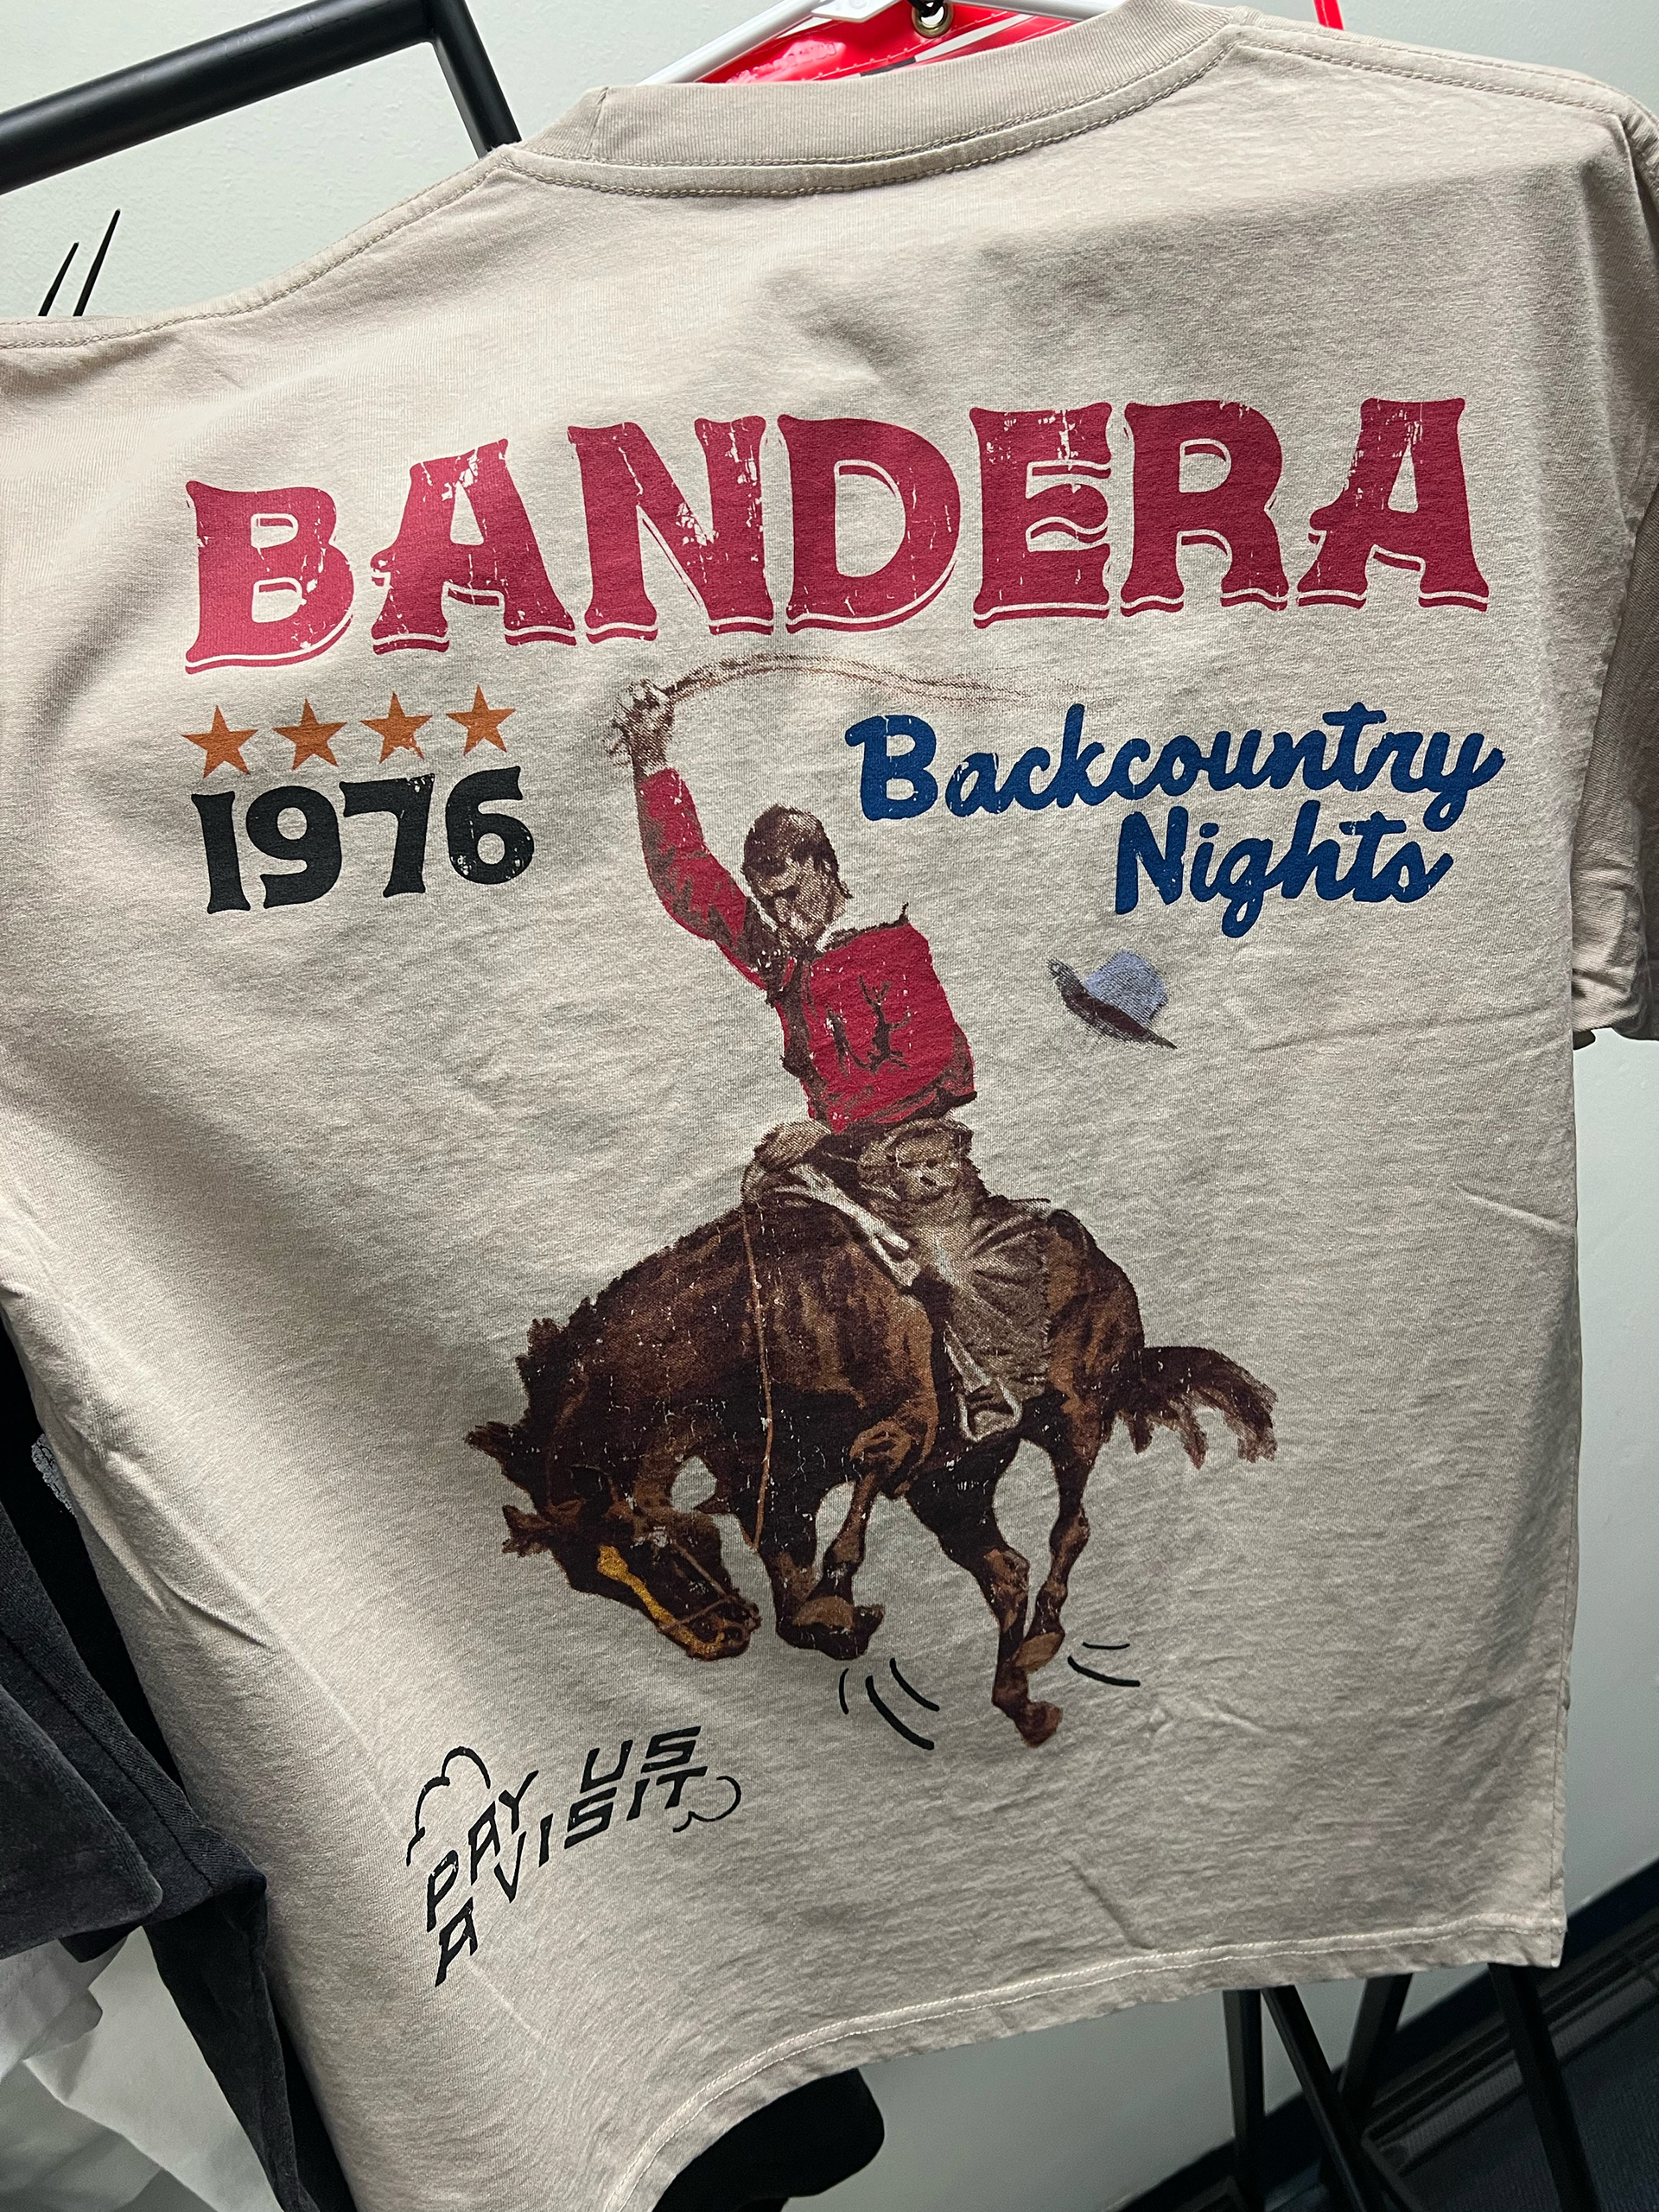 BANDERA
1976
Backcountry
Nights
PAY US
A VISIT